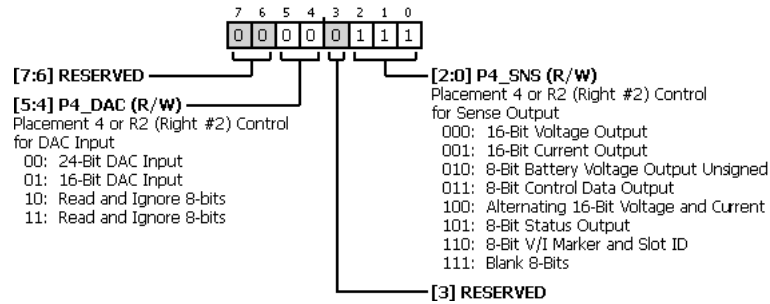 7 6 5 4 3 2 1 0
0 0 0 0 0 1 1 1
[7:6] RESERVED
[5:4] P4_DAC (R/W)
Placement 4 or R2 (Right #2) Control
for DAC Input
00: 24-Bit DAC Input
01: 16-Bit DAC Input
10: Read and Ignore 8-bits
11: Read and Ignore 8-bits
[2:0] P4_SNS (R/W)
Placement 4 or R2 (Right #2) Control
for Sense Output
000: 16-Bit Voltage Output
001: 16-Bit Current Output
010: 8-Bit Battery Voltage Output Unsigned
011: 8-Bit Control Data Output
100: Alternating 16-Bit Voltage and Current
101: 8-Bit Status Output
110: 8-Bit V/I Marker and Slot ID
111: Blank 8-Bits
[3] RESERVED